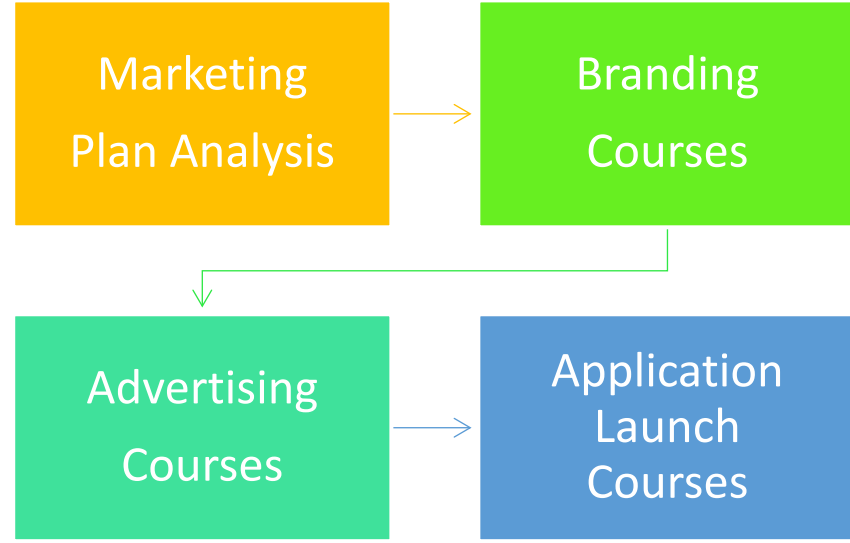 Marketing
Plan Analysis
Branding
Courses
Advertising
Courses
Application
Launch
Courses